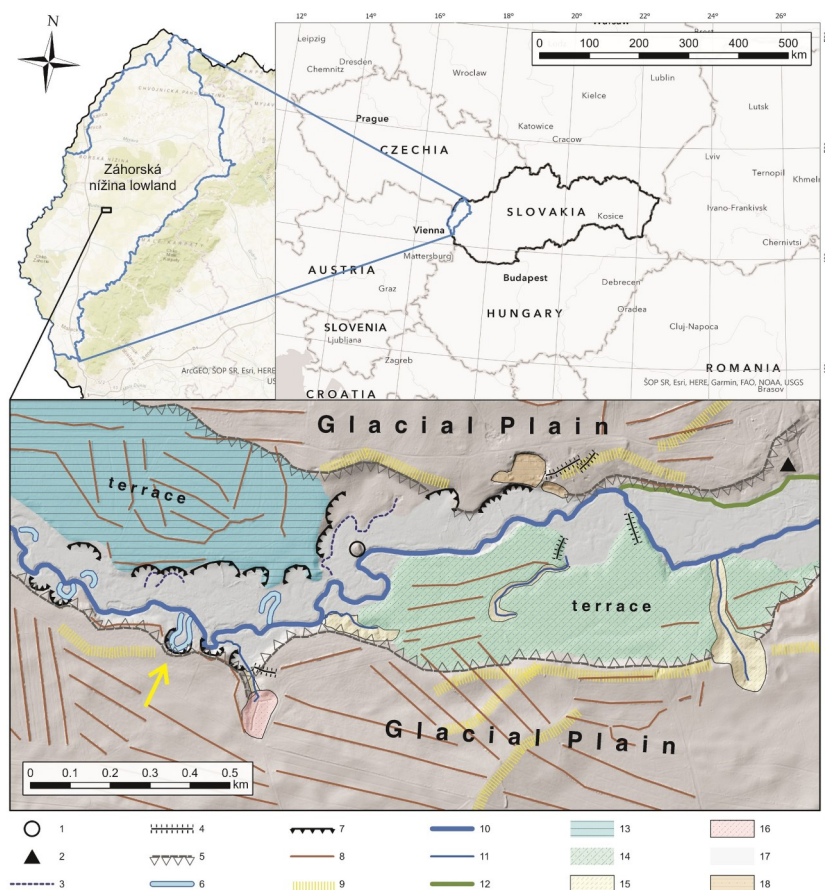 N
12° 14° 16° 18° 20° 22° 24° 26°
0 100 200 300 400 500
km
Leipzig
Dresden
Chemnitz
Wroclaw
Lublin
Kielce
Lutsk
Prague
Katowice
Cracow
CZECHIA
Lviv
Ternopil
Khmeln
Záhorská
nížina lowland
SLOVAKIA
Kosice
Ivano-Frankivsk
Vienna
Chernivtsi
Mattersburg
AUSTRIA
Budapest
Debrecen
Graz
Oradea
HUNGARY
Cluj-Napoca
SLOVENIA
Ljubljana
Zagreb
ROMANIA
ArcGEO, ŠOP SR, Esri, HERE
US
ŠOP SR, Esri, HERE, Garmin, FAO, NOAA, USGS
CROATIA
Brasov
Glacial Plain
terrace
terrace
Glacial Plain
0 0.1 0.2 0.3 0.4 0.5
km
1 4 7 10 13 16
2 5 8 11 14 17
3 6 9 12 15 18